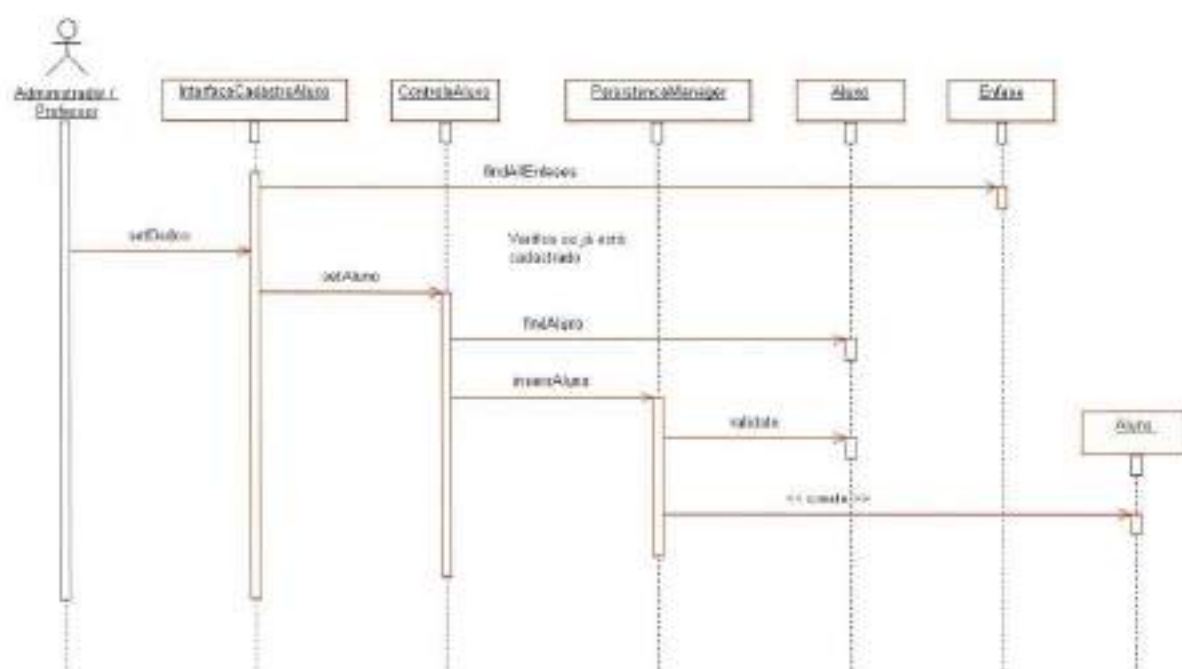 Administrador /
Professor
InterfaceCadastroAluno
ControleAluno
PersistenceManager
Aluno
Enfase
findAllEnfases
setDados
Verifica se já está
cadastrado
setAluno
findAluno
insereAluno
validate
Aluno
<< create >>